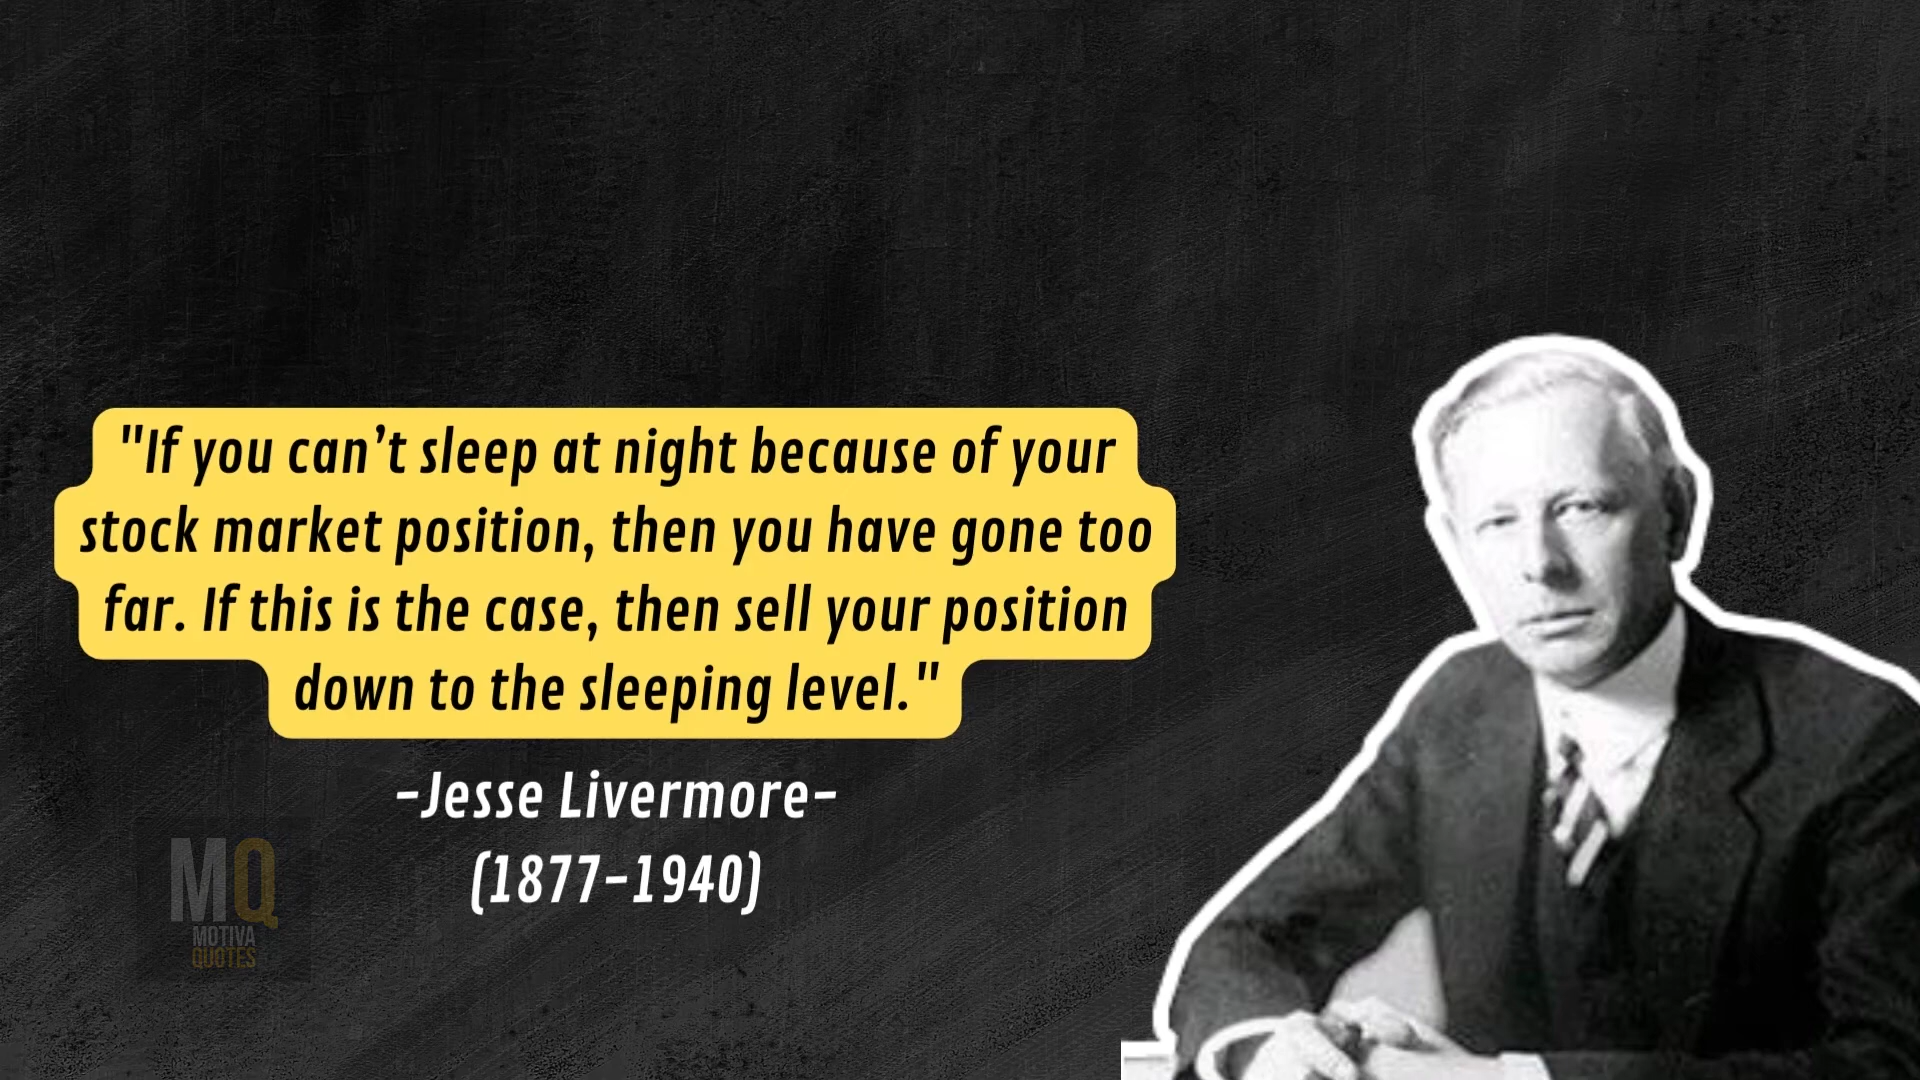 "If you can’t sleep at night because of your
stock market position, then you have gone too
far. If this is the case, then sell your position
down to the sleeping level."
-Jesse Livermore-
(1877-1940)
MQ
MOTIVA
QUOTES